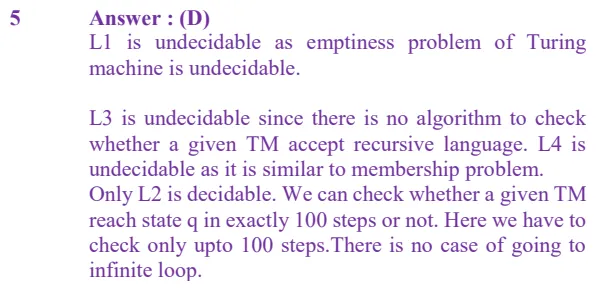 5 Answer : (D)
L1 is undecidable as emptiness problem of Turing
machine is undecidable.
L3 is undecidable since there is no algorithm to check
whether a given TM accept recursive language. L4 is
undecidable as it is similar to membership problem.
Only L2 is decidable. We can check whether a given TM
reach state q in exactly 100 steps or not. Here we have to
check only upto 100 steps.There is no case of going to
infinite loop.